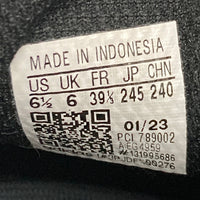 MADE IN INDONESIA
US UK FR JP CHN
6½ 6 39⅓ 245 240
01/23
PCI 789002
AEG4959